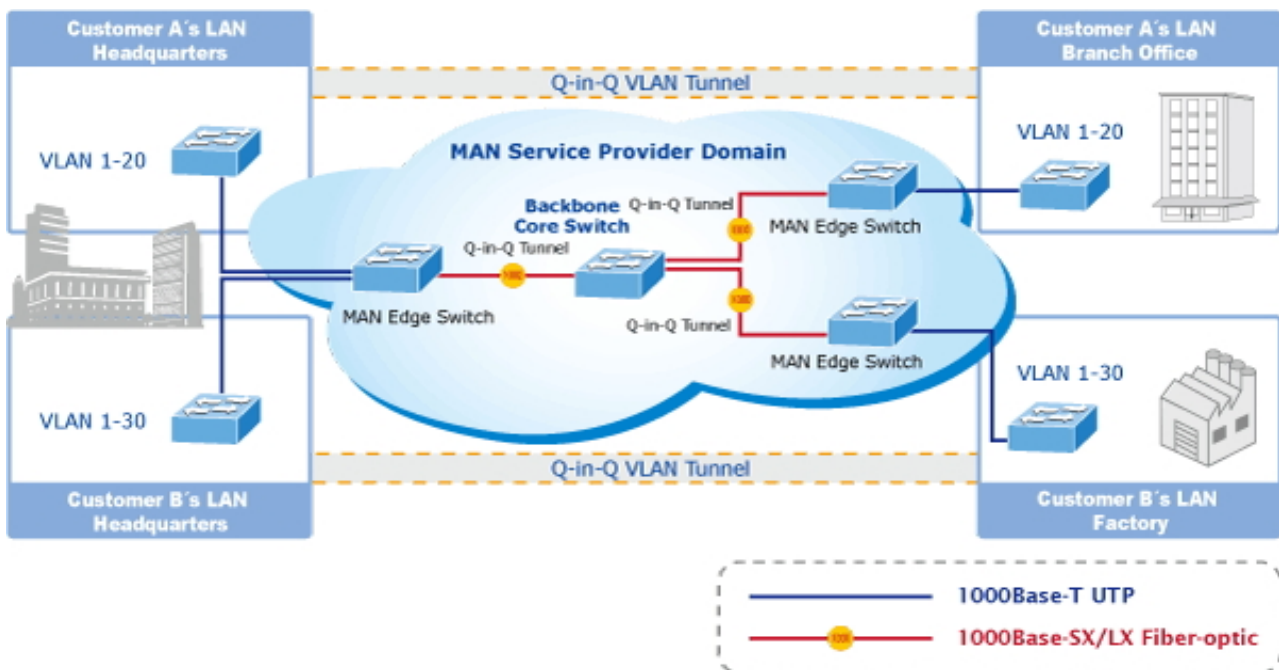 Customer A´s LAN
Headquarters
Customer A´s LAN
Branch Office
Q-in-Q VLAN Tunnel
VLAN 1-20
VLAN 1-20
MAN Service Provider Domain
Backbone
Core Switch
Q-in-Q Tunnel
MAN Edge Switch
Q-in-Q Tunnel
1000
MAN Edge Switch
Q-in-Q Tunnel
MAN Edge Switch
VLAN 1-30
VLAN 1-30
Q-in-Q VLAN Tunnel
Customer B´s LAN
Headquarters
Customer B´s LAN
Factory
1000Base-T UTP
1000Base-SX/LX Fiber-optic